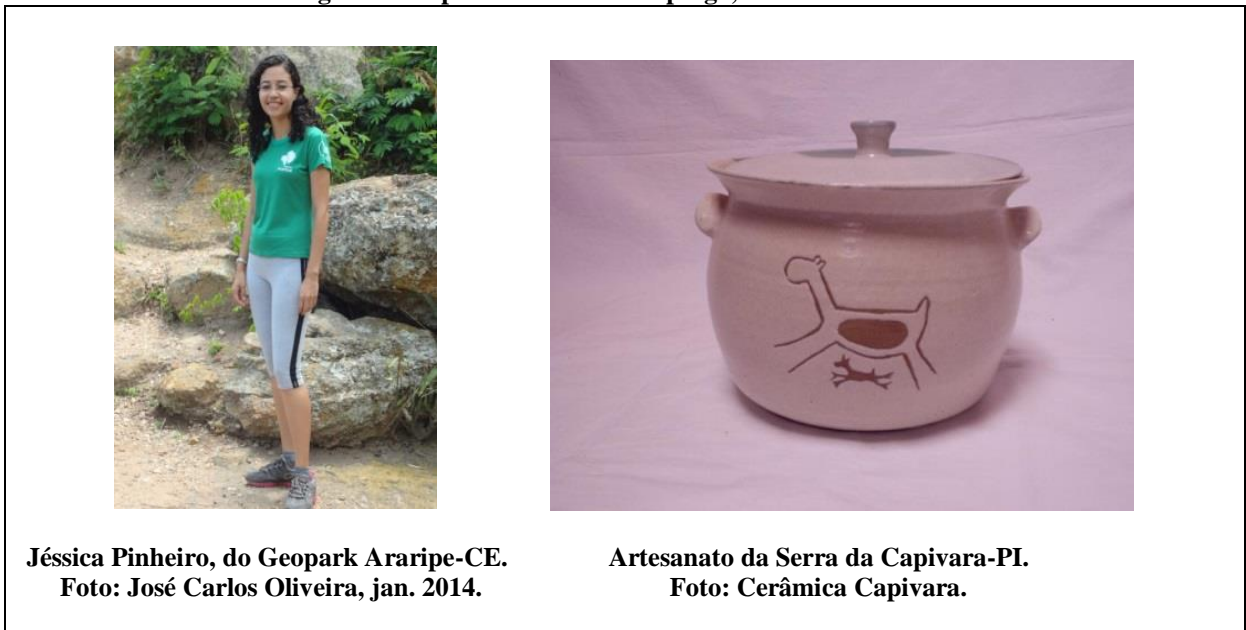 Jéssica Pinheiro, do Geopark Araripe-CE.
Foto: José Carlos Oliveira, jan. 2014.
Artesanato da Serra da Capivara-PI.
Foto: Cerâmica Capivara.